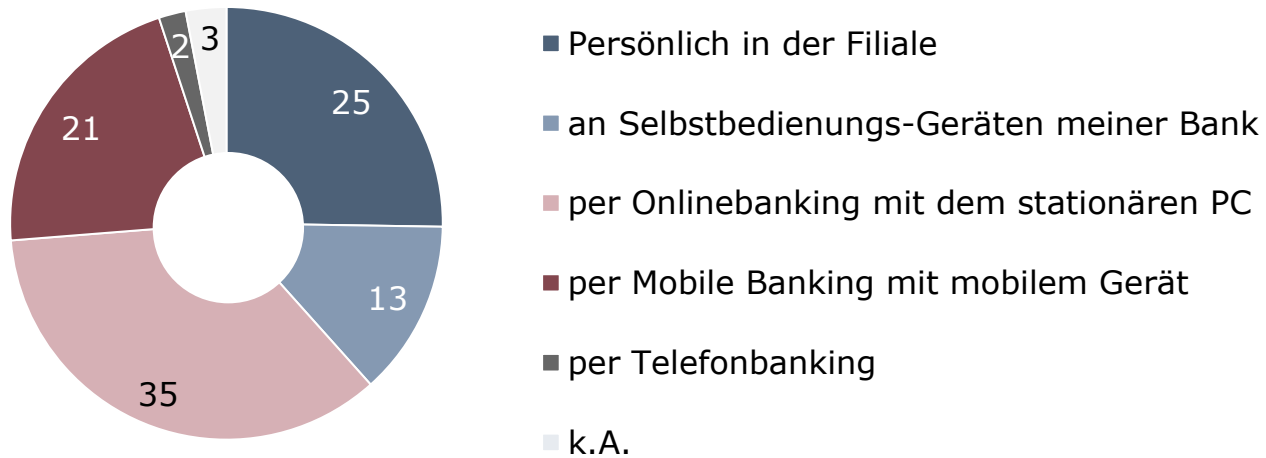 25
13
35
21
2
3
Persönlich in der Filiale
an Selbstbedienungs-Geräten meiner Bank
per Onlinebanking mit dem stationären PC
per Mobile Banking mit mobilem Gerät
per Telefonbanking
k.A.